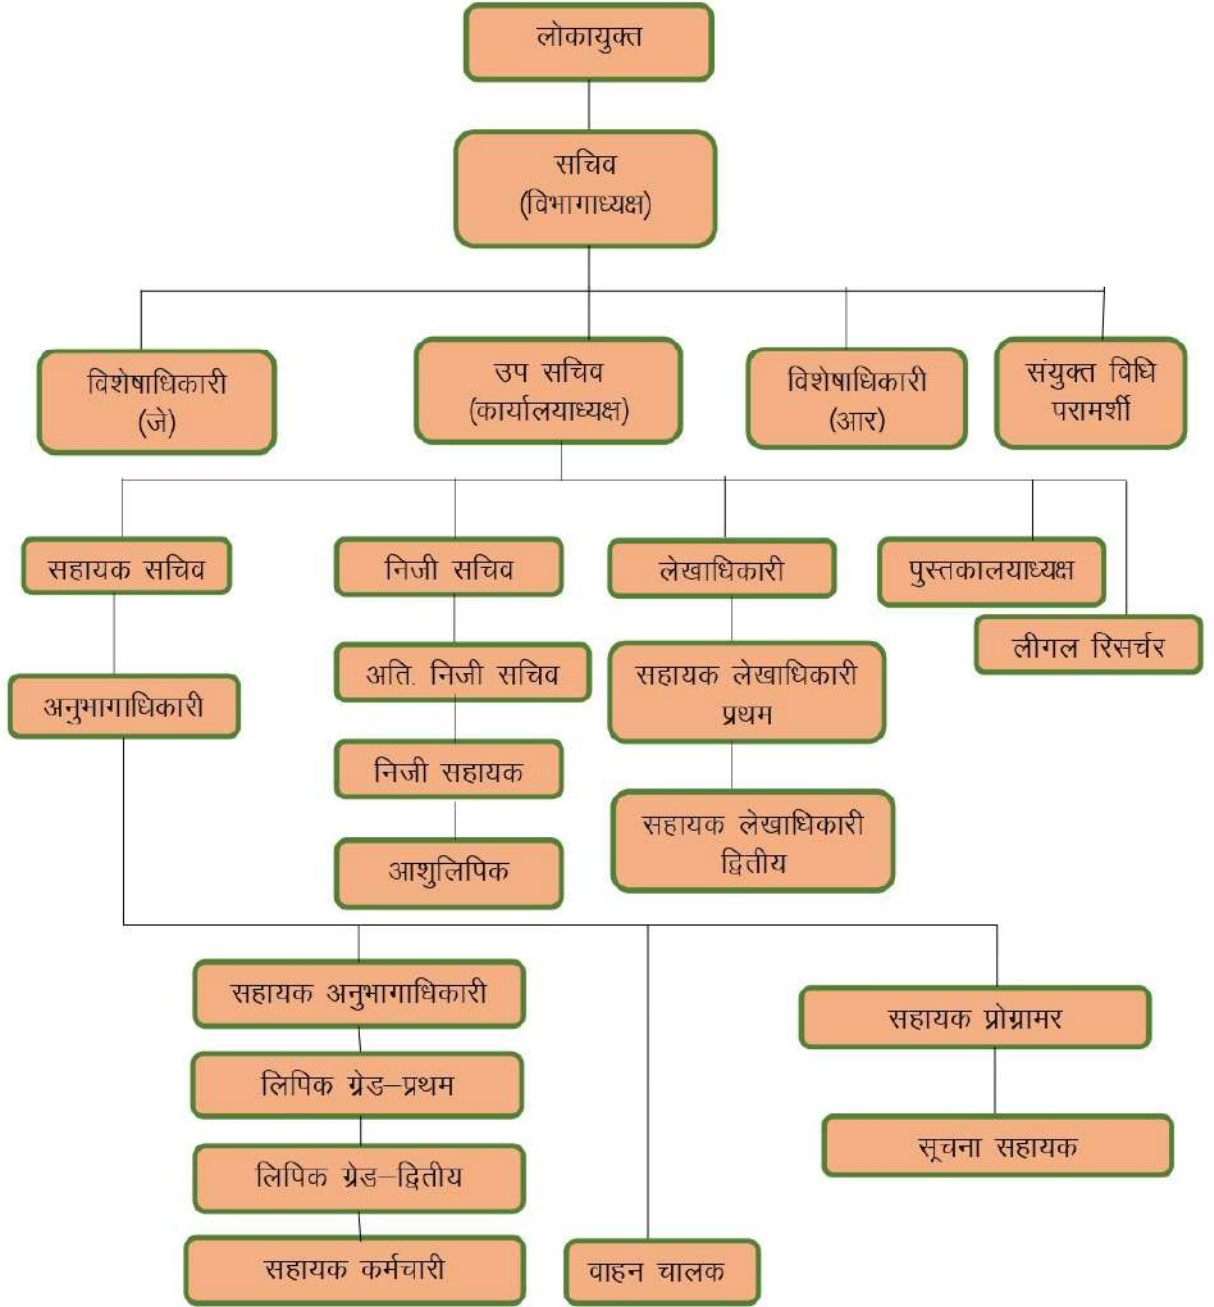 लोकायुक्त
सचिव
(विभागाध्यक्ष)
विशेषाधिकारी
(जे)
उप सचिव
(कार्यालयाध्यक्ष)
विशेषाधिकारी
(आर)
संयुक्त विधि
परामर्शी
सहायक सचिव
निजी सचिव
लेखाधिकारी
पुस्तकालयाध्यक्ष
लीगल रिसर्चर
अनुभागाधिकारी
अति. निजी सचिव
सहायक लेखाधिकारी
प्रथम
निजी सहायक
सहायक लेखाधिकारी
द्वितीय
आशुलिपिक
सहायक अनुभागाधिकारी
सहायक प्रोग्रामर
लिपिक ग्रेड–प्रथम
सूचना सहायक
लिपिक ग्रेड–द्वितीय
सहायक कर्मचारी
वाहन चालक